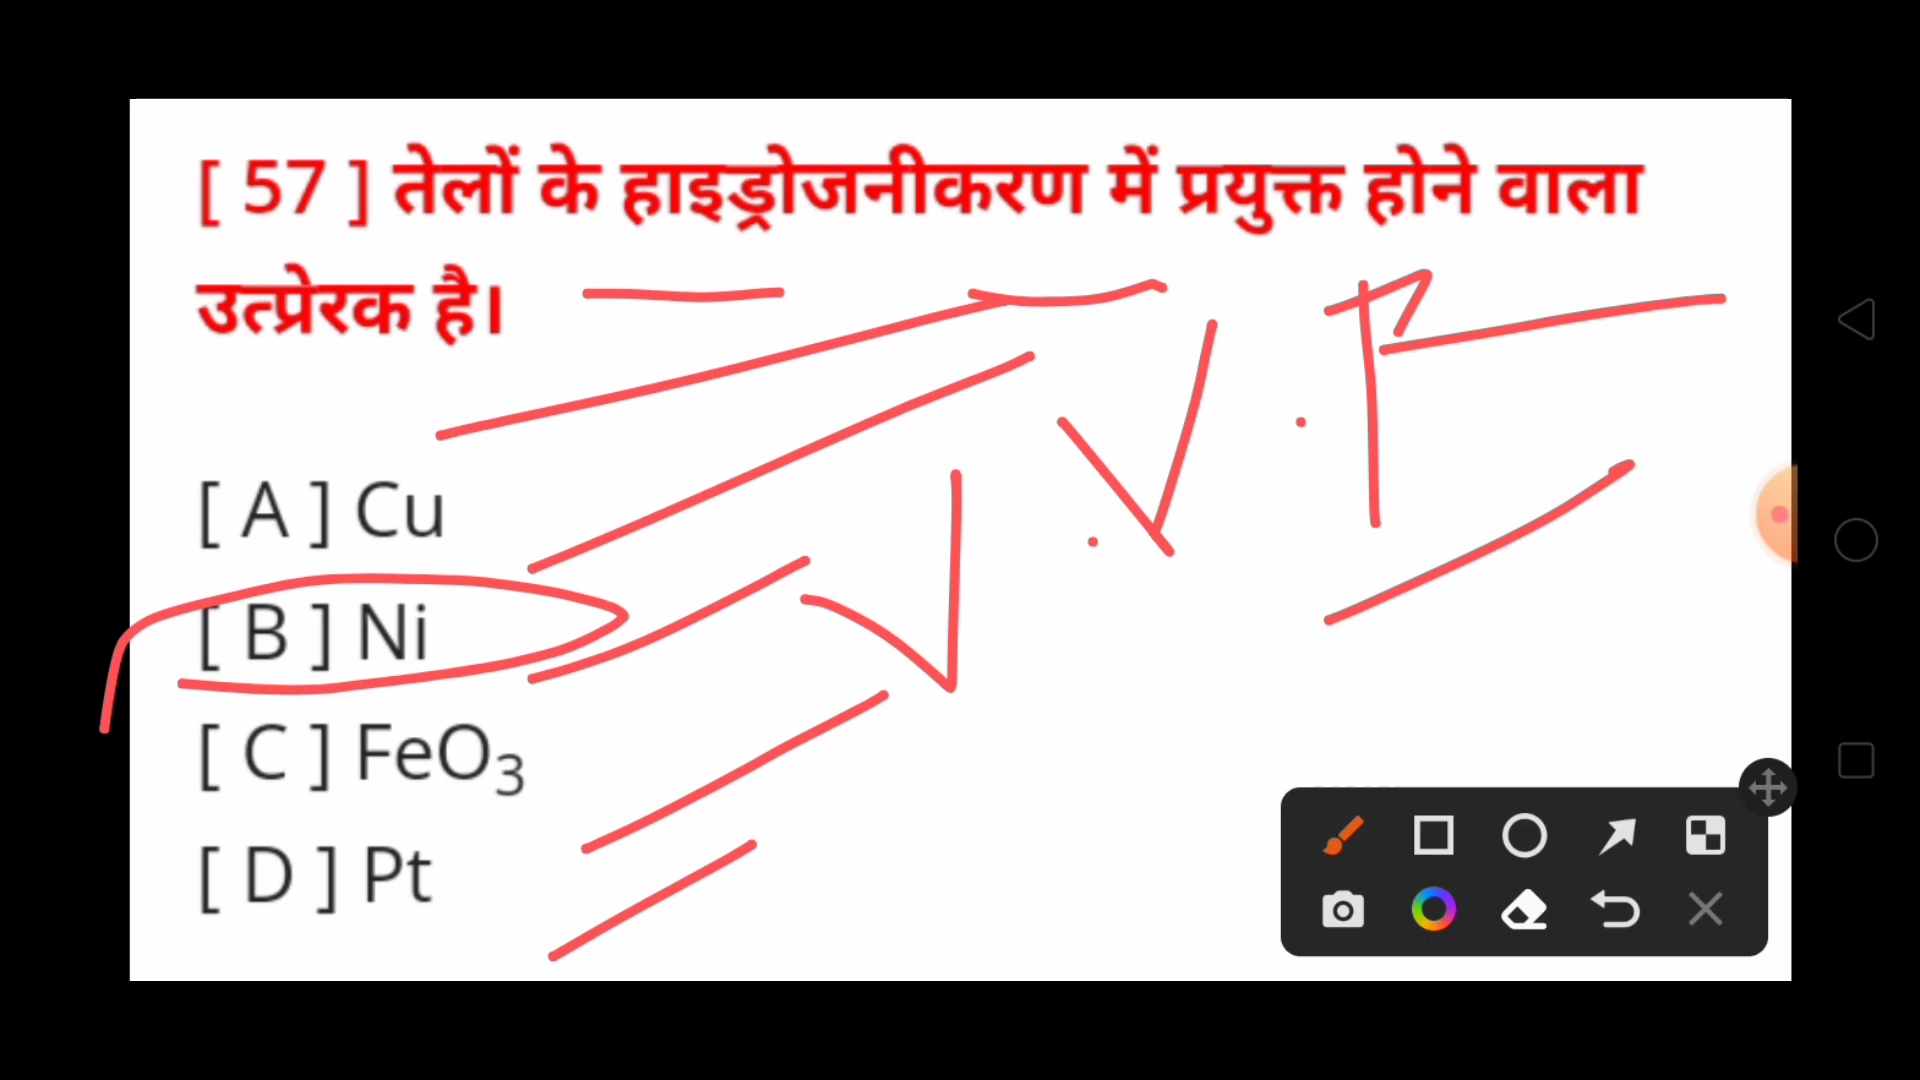 [ 57 ] तेलों के हाइड्रोजनीकरण में प्रयुक्त होने वाला
उत्प्रेरक है।
V. V. P
[ A ] Cu
[ B ] Ni
[ C ] FeO₃
[ D ] Pt